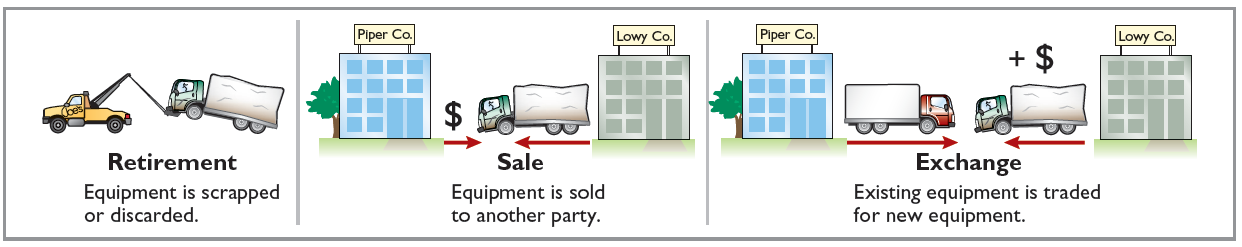 Joe's
Retirement
Equipment is scrapped
or discarded.
Piper Co.
Lowy Co.
$
Sale
Equipment is sold
to another party.
Piper Co.
Lowy Co.
+ $
Exchange
Existing equipment is traded
for new equipment.